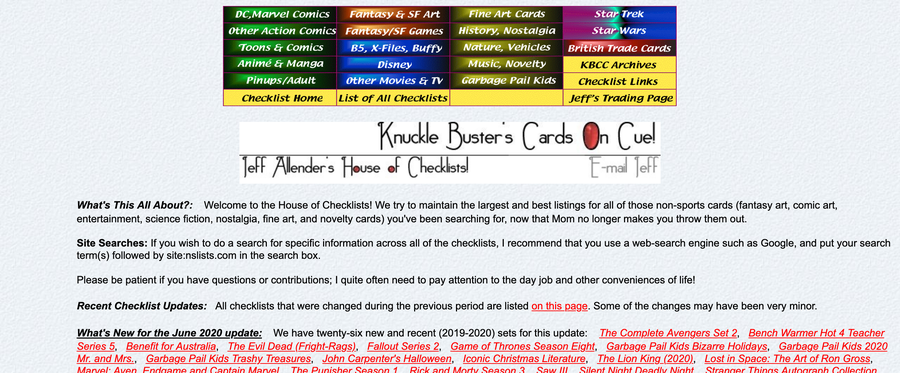 DC,Marvel Comics Fantasy & SF Art Fine Art Cards Star Trek
Other Action Comics Fantasy/SF Games History, Nostalgia Star Wars
Toons & Comics B5, X-Files, Buffy Nature, Vehicles British Trade Cards
Animé & Manga Disney Music, Novelty KBCC Archives
Pinups/Adult Other Movies & TV Garbage Pail Kids Checklist Links
Checklist Home List of All Checklists Jeff's Trading Page
Knuckle Buster's Cards On Cue!
Jeff Allender's House of Checklists! E-mail Jeff
What's This All About?: Welcome to the House of Checklists! We try to maintain the largest and best listings for all of those non-sports cards (fantasy art, comic art,
entertainment, science fiction, nostalgia, fine art, and novelty cards) you've been searching for, now that Mom no longer makes you throw them out.
Site Searches: If you wish to do a search for specific information across all of the checklists, I recommend that you use a web-search engine such as Google, and put your search
term(s) followed by site:nslists.com in the search box.
Please be patient if you have questions or contributions; I quite often need to pay attention to the day job and other conveniences of life!
Recent Checklist Updates: All checklists that were changed during the previous period are listed on this page. Some of the changes may have been very minor.
What's New for the June 2020 update: We have twenty-six new and recent (2019-2020) sets for this update: The Complete Avengers Set 2, Bench Warmer Hot 4 Teacher
Series 5, Benefit for Australia, The Evil Dead (Fright-Rags), Fallout Series 2, Game of Thrones Season Eight, Garbage Pail Kids Bizarre Holidays, Garbage Pail Kids 2020
Mr. and Mrs., Garbage Pail Kids Trashy Treasures, John Carpenter's Halloween, Iconic Christmas Literature, The Lion King (2020), Lost in Space: The Art of Ron Gross,
Marvel: Aven, Endgame and Captain Marvel, The Punisher Season 1, Rick and Morty Season 3, Saw III, Silent Night Deadly Night, Stranger Things Autograph Collection,